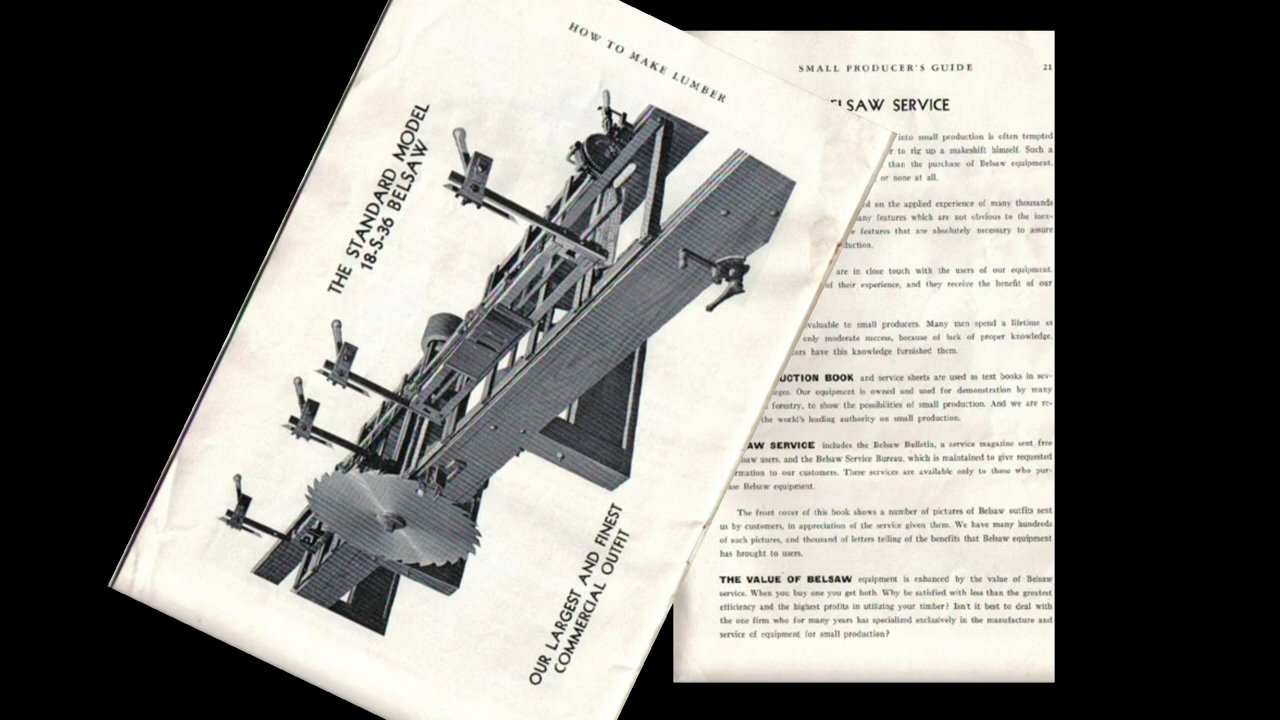 HOW TO MAKE LUMBER
THE STANDARD MODEL
18-S-36 BELSAW
OUR LARGEST AND FINEST
COMMERCIAL OUTFIT
SMALL PRODUCER'S GUIDE 21
ELSAW SERVICE
into small production is often tempted
r to rig up a makeshift himself. Such a
than the purchase of Belsaw equipment.
or none at all.
ed on the applied experience of many thousands
any features which are not obvious to the inex-
e features that are absolutely necessary to assure
duction.
are in close touch with the users of our equipment.
of their experience, and they receive the benefit of our
valuable to small producers. Many men spend a lifetime at
only moderate success, because of lack of proper knowledge.
ers have this knowledge furnished them.
UCTION BOOK and service sheets are used as text books in sev-
eges. Our equipment is owned and used for demonstration by many
forestry, to show the possibilities of small production. And we are re-
the world's leading authority on small production.
AW SERVICE includes the Belsaw Bulletin, a service magazine sent free
saw users, and the Belsaw Service Bureau, which is maintained to give requested
rmation to our customers. These services are available only to those who pur-
ase Belsaw equipment.
The front cover of this book shows a number of pictures of Belsaw outfits sent
us by customers, in appreciation of the service given them. We have many hundreds
of such pictures, and thousand of letters telling of the benefits that Belsaw equipment
has brought to users.
THE VALUE OF BELSAW equipment is enhanced by the value of Belsaw
service. When you buy one you get both. Why be satisfied with less than the greatest
efficiency and the highest profits in utilizing your timber? Isn't it best to deal with
the one firm who for many years has specialized exclusively in the manufacture and
service of equipment for small production?